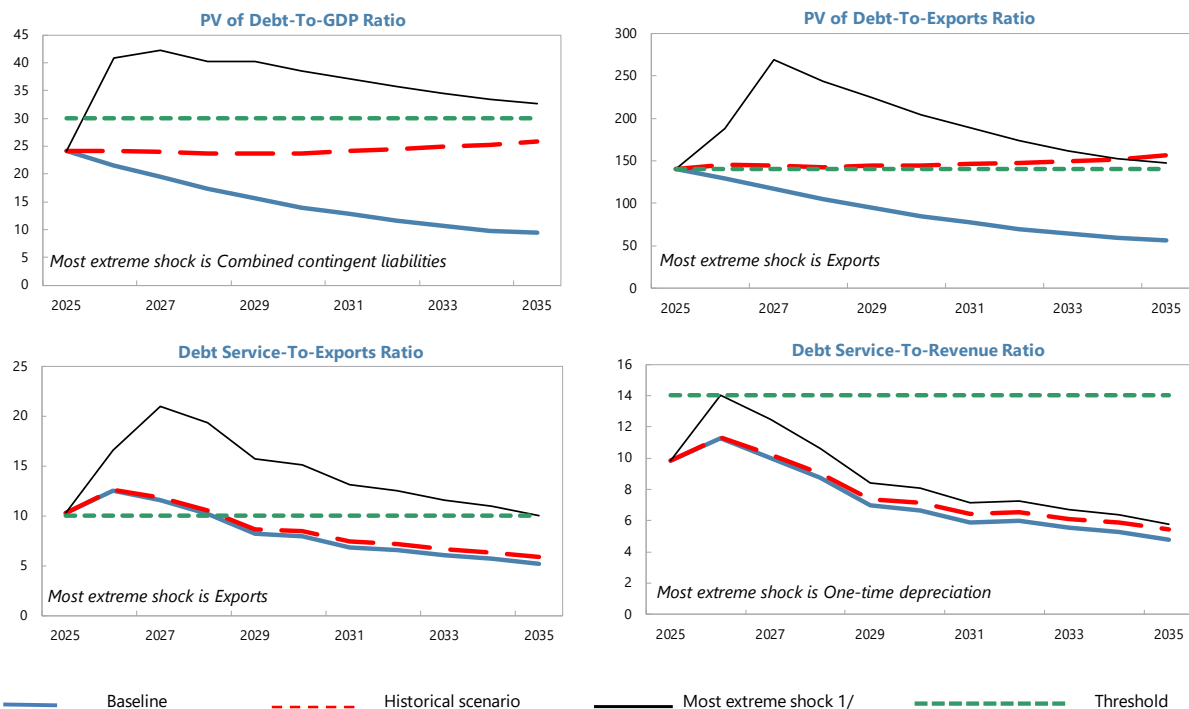 PV of Debt-To-GDP Ratio
45
40
35
30
25
20
15
10
5
0
Most extreme shock is Combined contingent liabilities
2025 2027 2029 2031 2033 2035
PV of Debt-To-Exports Ratio
300
250
200
150
100
50
0
Most extreme shock is Exports
2025 2027 2029 2031 2033 2035
Debt Service-To-Exports Ratio
25
20
15
10
5
0
Most extreme shock is Exports
2025 2027 2029 2031 2033 2035
Debt Service-To-Revenue Ratio
16
14
12
10
8
6
4
2
0
Most extreme shock is One-time depreciation
2025 2027 2029 2031 2033 2035
Baseline Historical scenario Most extreme shock 1/ Threshold